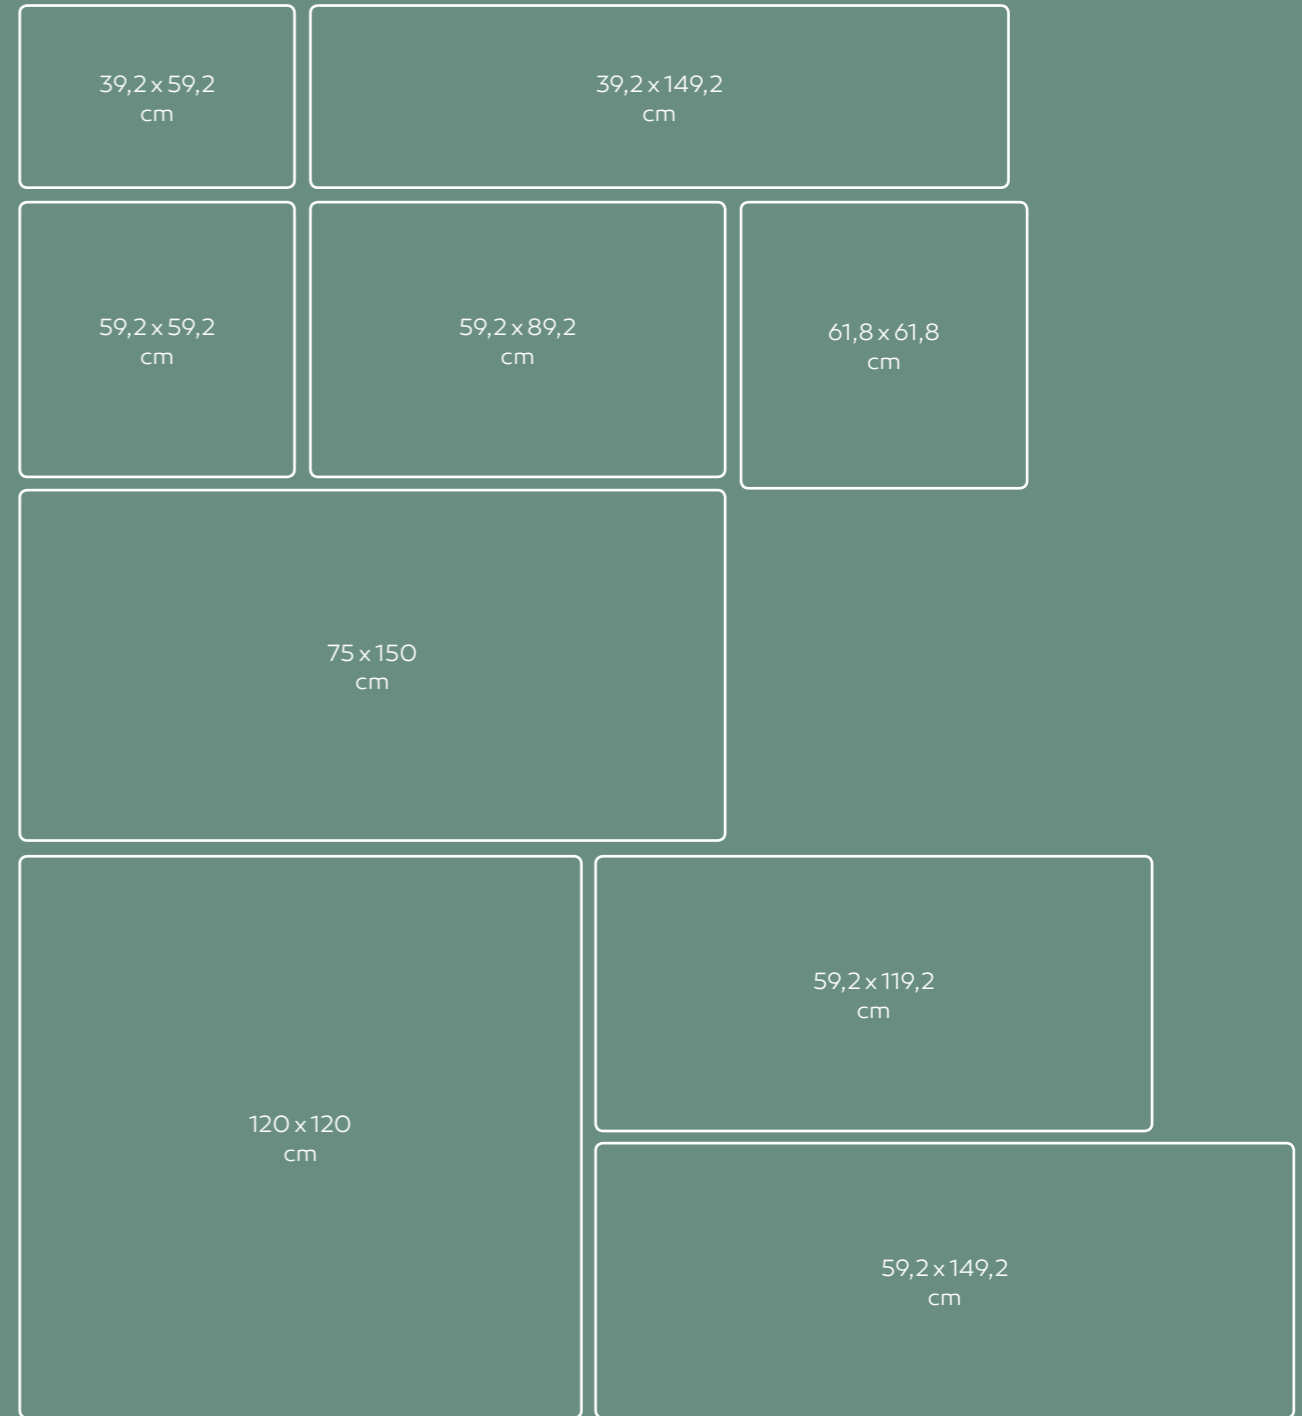 39,2 x 59,2
cm
39,2 x 149,2
cm
59,2 x 59,2
cm
59,2 x 89,2
cm
61,8 x 61,8
cm
75 x 150
cm
120 x 120
cm
59,2 x 119,2
cm
59,2 x 149,2
cm